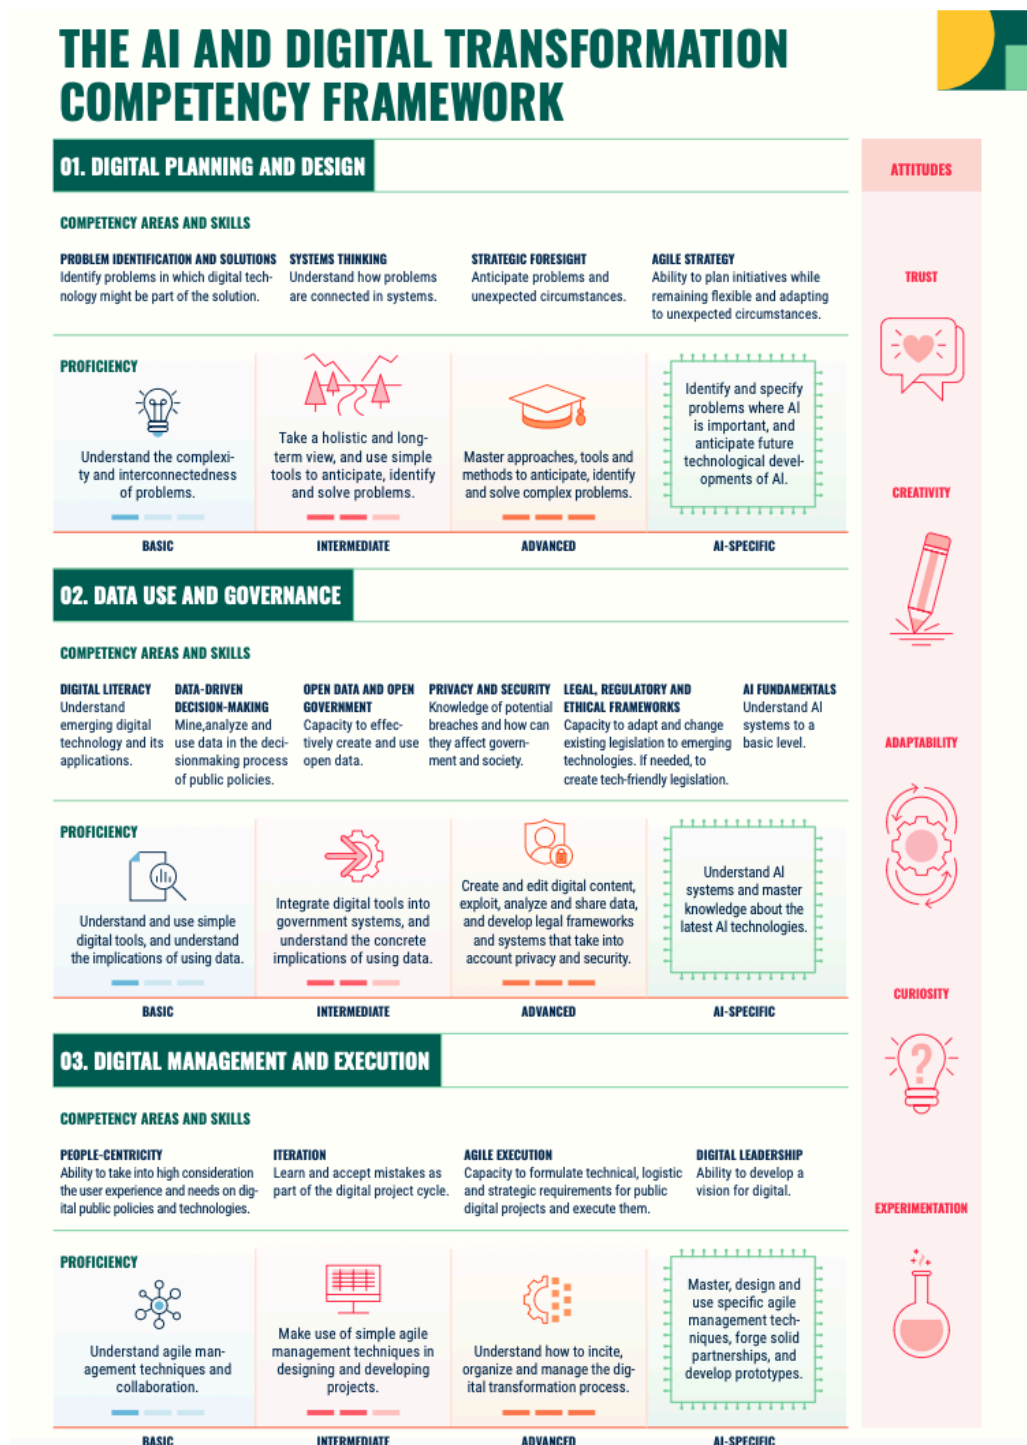 THE AI AND DIGITAL TRANSFORMATION
COMPETENCY FRAMEWORK
01. DIGITAL PLANNING AND DESIGN
COMPETENCY AREAS AND SKILLS
PROBLEM IDENTIFICATION AND SOLUTIONS
Identify problems in which digital tech-
nology might be part of the solution.
SYSTEMS THINKING
Understand how problems
are connected in systems.
STRATEGIC FORESIGHT
Anticipate problems and
unexpected circumstances.
AGILE STRATEGY
Ability to plan initiatives while
remaining flexible and adapting
to unexpected circumstances.
PROFICIENCY
Understand the complexi-
ty and interconnectedness
of problems.
BASIC
Take a holistic and long-
term view, and use simple
tools to anticipate, identify
and solve problems.
INTERMEDIATE
Master approaches, tools and
methods to anticipate, identify
and solve complex problems.
ADVANCED
Identify and specify
problems where AI
is important, and
anticipate future
technological devel-
opments of AI.
AI-SPECIFIC
02. DATA USE AND GOVERNANCE
COMPETENCY AREAS AND SKILLS
DIGITAL LITERACY
Understand
emerging digital
technology and its
applications.
DATA-DRIVEN
DECISION-MAKING
Mine,analyze and
use data in the deci-
sionmaking process
of public policies.
OPEN DATA AND OPEN
GOVERNMENT
Capacity to effec-
tively create and use
open data.
PRIVACY AND SECURITY
Knowledge of potential
breaches and how can
they affect govern-
ment and society.
LEGAL, REGULATORY AND
ETHICAL FRAMEWORKS
Capacity to adapt and change
existing legislation to emerging
technologies. If needed, to
create tech-friendly legislation.
AI FUNDAMENTALS
Understand AI
systems to a
basic level.
PROFICIENCY
Understand and use simple
digital tools, and understand
the implications of using data.
BASIC
Integrate digital tools into
government systems, and
understand the concrete
implications of using data.
INTERMEDIATE
Create and edit digital content,
exploit, analyze and share data,
and develop legal frameworks
and systems that take into
account privacy and security.
ADVANCED
Understand AI
systems and master
knowledge about the
latest AI technologies.
AI-SPECIFIC
03. DIGITAL MANAGEMENT AND EXECUTION
COMPETENCY AREAS AND SKILLS
PEOPLE-CENTRICITY
Ability to take into high consideration
the user experience and needs on dig-
ital public policies and technologies.
ITERATION
Learn and accept mistakes as
part of the digital project cycle.
AGILE EXECUTION
Capacity to formulate technical, logistic
and strategic requirements for public
digital projects and execute them.
DIGITAL LEADERSHIP
Ability to develop a
vision for digital.
PROFICIENCY
Understand agile man-
agement techniques and
collaboration.
BASIC
Make use of simple agile
management techniques in
designing and developing
projects.
INTERMEDIATE
Understand how to incite,
organize and manage the dig-
ital transformation process.
ADVANCED
Master, design and
use specific agile
management tech-
niques, forge solid
partnerships, and
develop prototypes.
AI-SPECIFIC
ATTITUDES
TRUST
CREATIVITY
ADAPTABILITY
CURIOSITY
?
EXPERIMENTATION